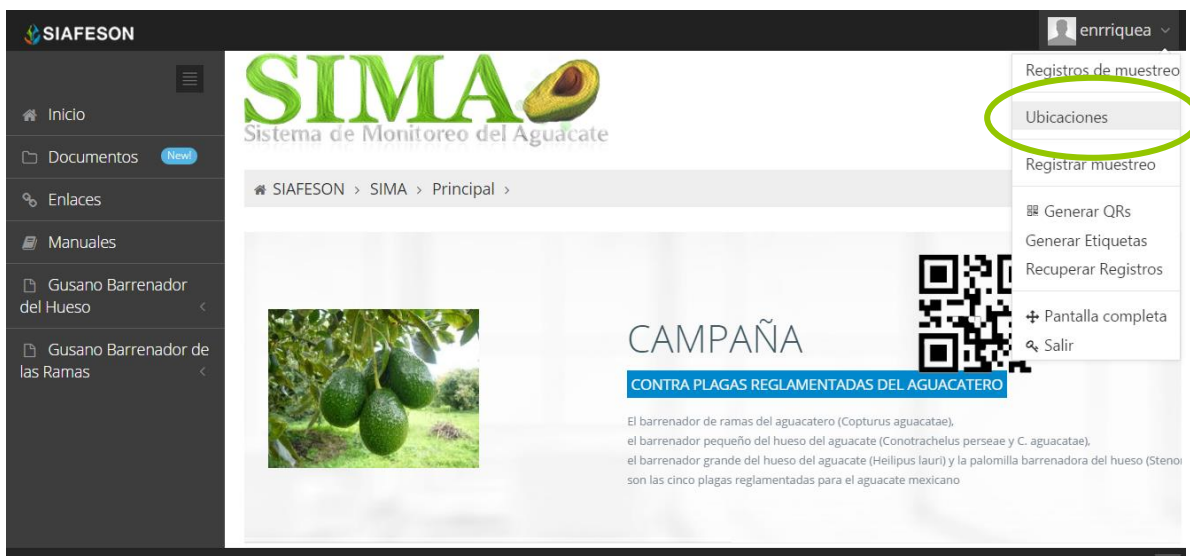 SIAFESON
enrriquea
Inicio
Documentos New!
Enlaces
Manuales
Gusano Barrenador
del Hueso
Gusano Barrenador de
las Ramas
SIMA
Sistema de Monitoreo del Aguacate
SIAFESON > SIMA > Principal >
Registros de muestreo
Ubicaciones
Registrar muestreo
Generar QRs
Generar Etiquetas
Recuperar Registros
Pantalla completa
Salir
CAMPAÑA
CONTRA PLAGAS REGLAMENTADAS DEL AGUACATERO
El barrenador de ramas del aguacatero (Copturus aguacatae),
el barrenador pequeño del hueso del aguacate (Conotrachelus perseae y C. aguacatae),
el barrenador grande del hueso del aguacate (Heilipus lauri) y la palomilla barrenadora del hueso (Stenom
son las cinco plagas reglamentadas para el aguacate mexicano